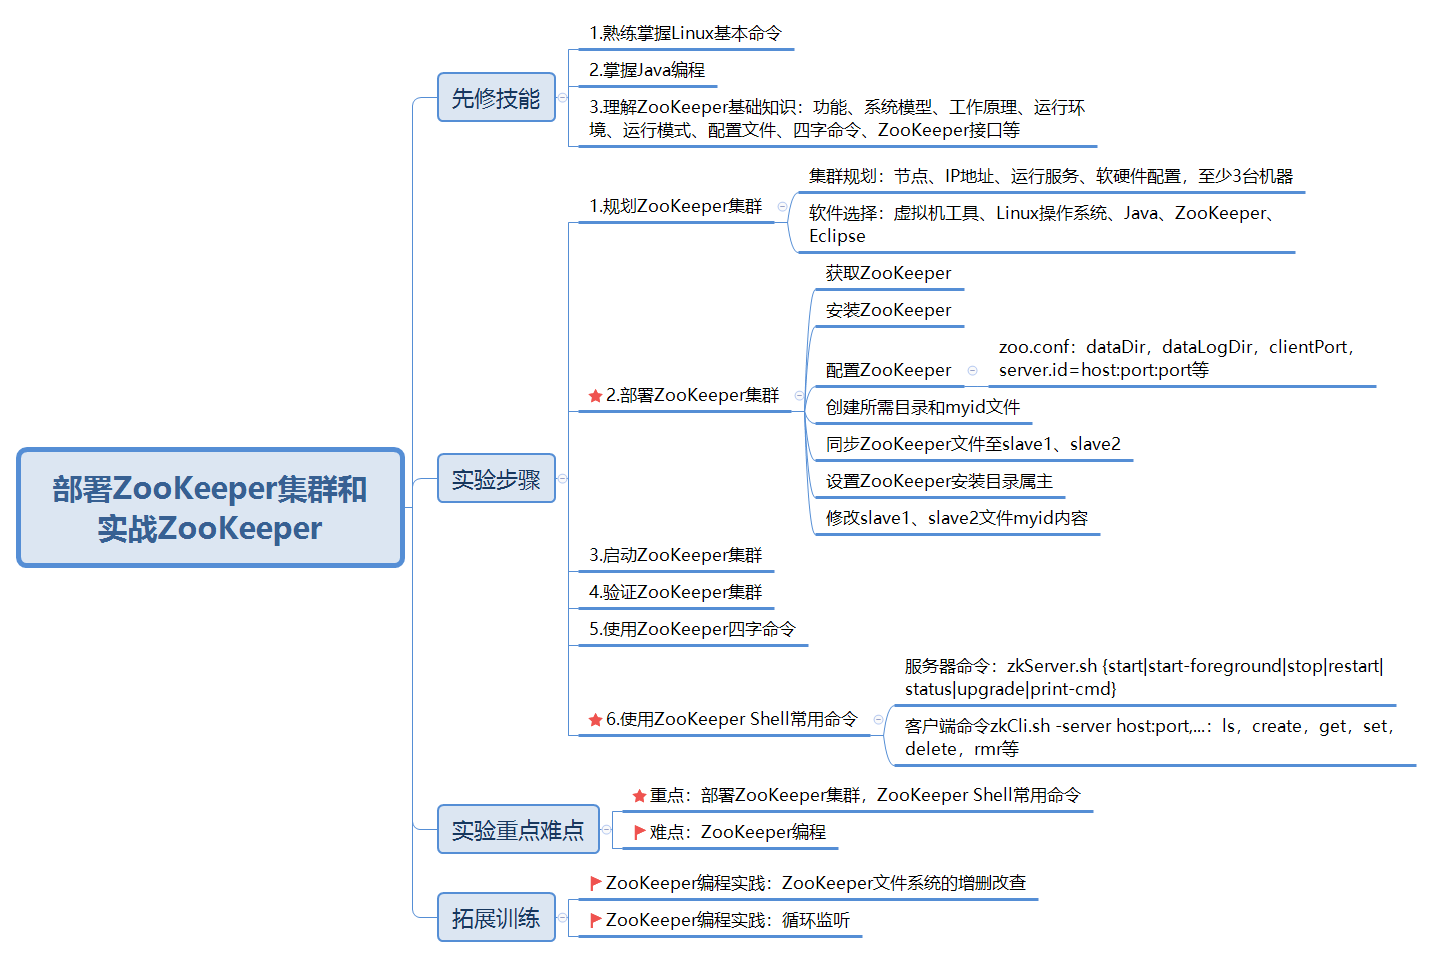 部署ZooKeeper集群和
实战ZooKeeper
先修技能
1.熟练掌握Linux基本命令
2.掌握Java编程
3.理解ZooKeeper基础知识：功能、系统模型、工作原理、运行环
境、运行模式、配置文件、四字命令、ZooKeeper接口等
实验步骤
1.规划ZooKeeper集群
集群规划：节点、IP地址、运行服务、软硬件配置，至少3台机器
软件选择：虚拟机工具、Linux操作系统、Java、ZooKeeper、
Eclipse
2.部署ZooKeeper集群
获取ZooKeeper
安装ZooKeeper
配置ZooKeeper
zoo.conf：dataDir，dataLogDir，clientPort，
server.id=host:port:port等
创建所需目录和myid文件
同步ZooKeeper文件至slave1、slave2
设置ZooKeeper安装目录属主
修改slave1、slave2文件myid内容
3.启动ZooKeeper集群
4.验证ZooKeeper集群
5.使用ZooKeeper四字命令
6.使用ZooKeeper Shell常用命令
服务器命令：zkServer.sh {start|start-foreground|stop|restart|
status|upgrade|print-cmd}
客户端命令zkCli.sh -server host:port,...：ls，create，get，set，
delete，rmr等
实验重点难点
重点：部署ZooKeeper集群，ZooKeeper Shell常用命令
难点：ZooKeeper编程
拓展训练
ZooKeeper编程实践：ZooKeeper文件系统的增删改查
ZooKeeper编程实践：循环监听